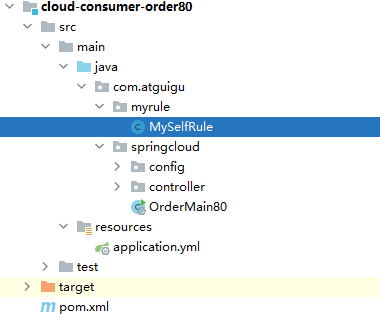 cloud-consumer-order80
src
main
java
com.atguigu
myrule
MySelfRule
springcloud
config
controller
OrderMain80
resources
application.yml
test
target
pom.xml